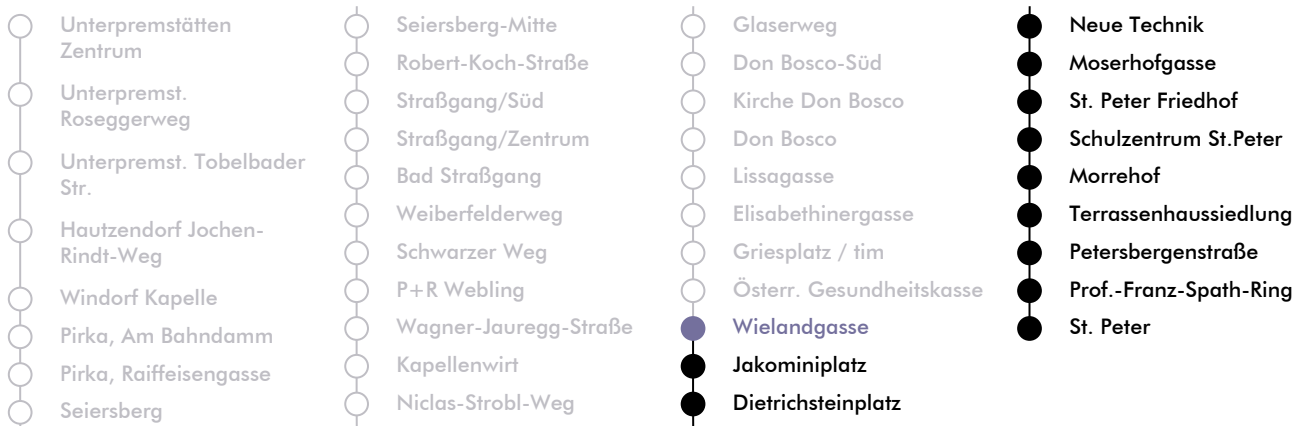 Unterpremstätten
Zentrum
Unterpremst.
Roseggerweg
Unterpremst. Tobelbader
Str.
Hautzendorf Jochen-
Rindt-Weg
Windorf Kapelle
Pirka, Am Bahndamm
Pirka, Raiffeisengasse
Seiersberg
Seiersberg-Mitte
Robert-Koch-Straße
Straßgang/Süd
Straßgang/Zentrum
Bad Straßgang
Weiberfelderweg
Schwarzer Weg
P+R Webling
Wagner-Jauregg-Straße
Kapellenwirt
Niclas-Strobl-Weg
Glaserweg
Don Bosco-Süd
Kirche Don Bosco
Don Bosco
Lissagasse
Elisabethinergasse
Griesplatz / tim
Österr. Gesundheitskasse
Wielandgasse
Jakominiplatz
Dietrichsteinplatz
Neue Technik
Moserhofgasse
St. Peter Friedhof
Schulzentrum St.Peter
Morrehof
Terrassenhaussiedlung
Petersbergenstraße
Prof.-Franz-Spath-Ring
St. Peter